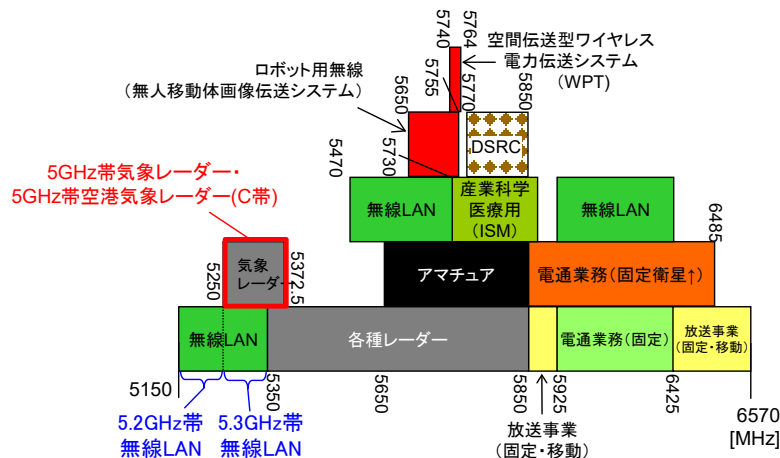 5740
5764
空間伝送型ワイヤレス
電力伝送システム
(WPT)
ロボット用無線
(無人移動体画像伝送システム)
5650
5755
5770
5850
5470
5730
DSRC
5GHz帯気象レーダー・
5GHz帯空港気象レーダー(C帯)
無線LAN
産業科学
医療用
(ISM)
無線LAN
6485
5250
気象
レーダー
5372.5
アマチュア
電通業務(固定衛星↑)
無線LAN
各種レーダー
電通業務(固定)
放送事業
(固定・移動)
5150
5350
5650
5850
5925
6425
6570
[MHz]
5.2GHz帯
無線LAN
5.3GHz帯
無線LAN
放送事業
(固定・移動)